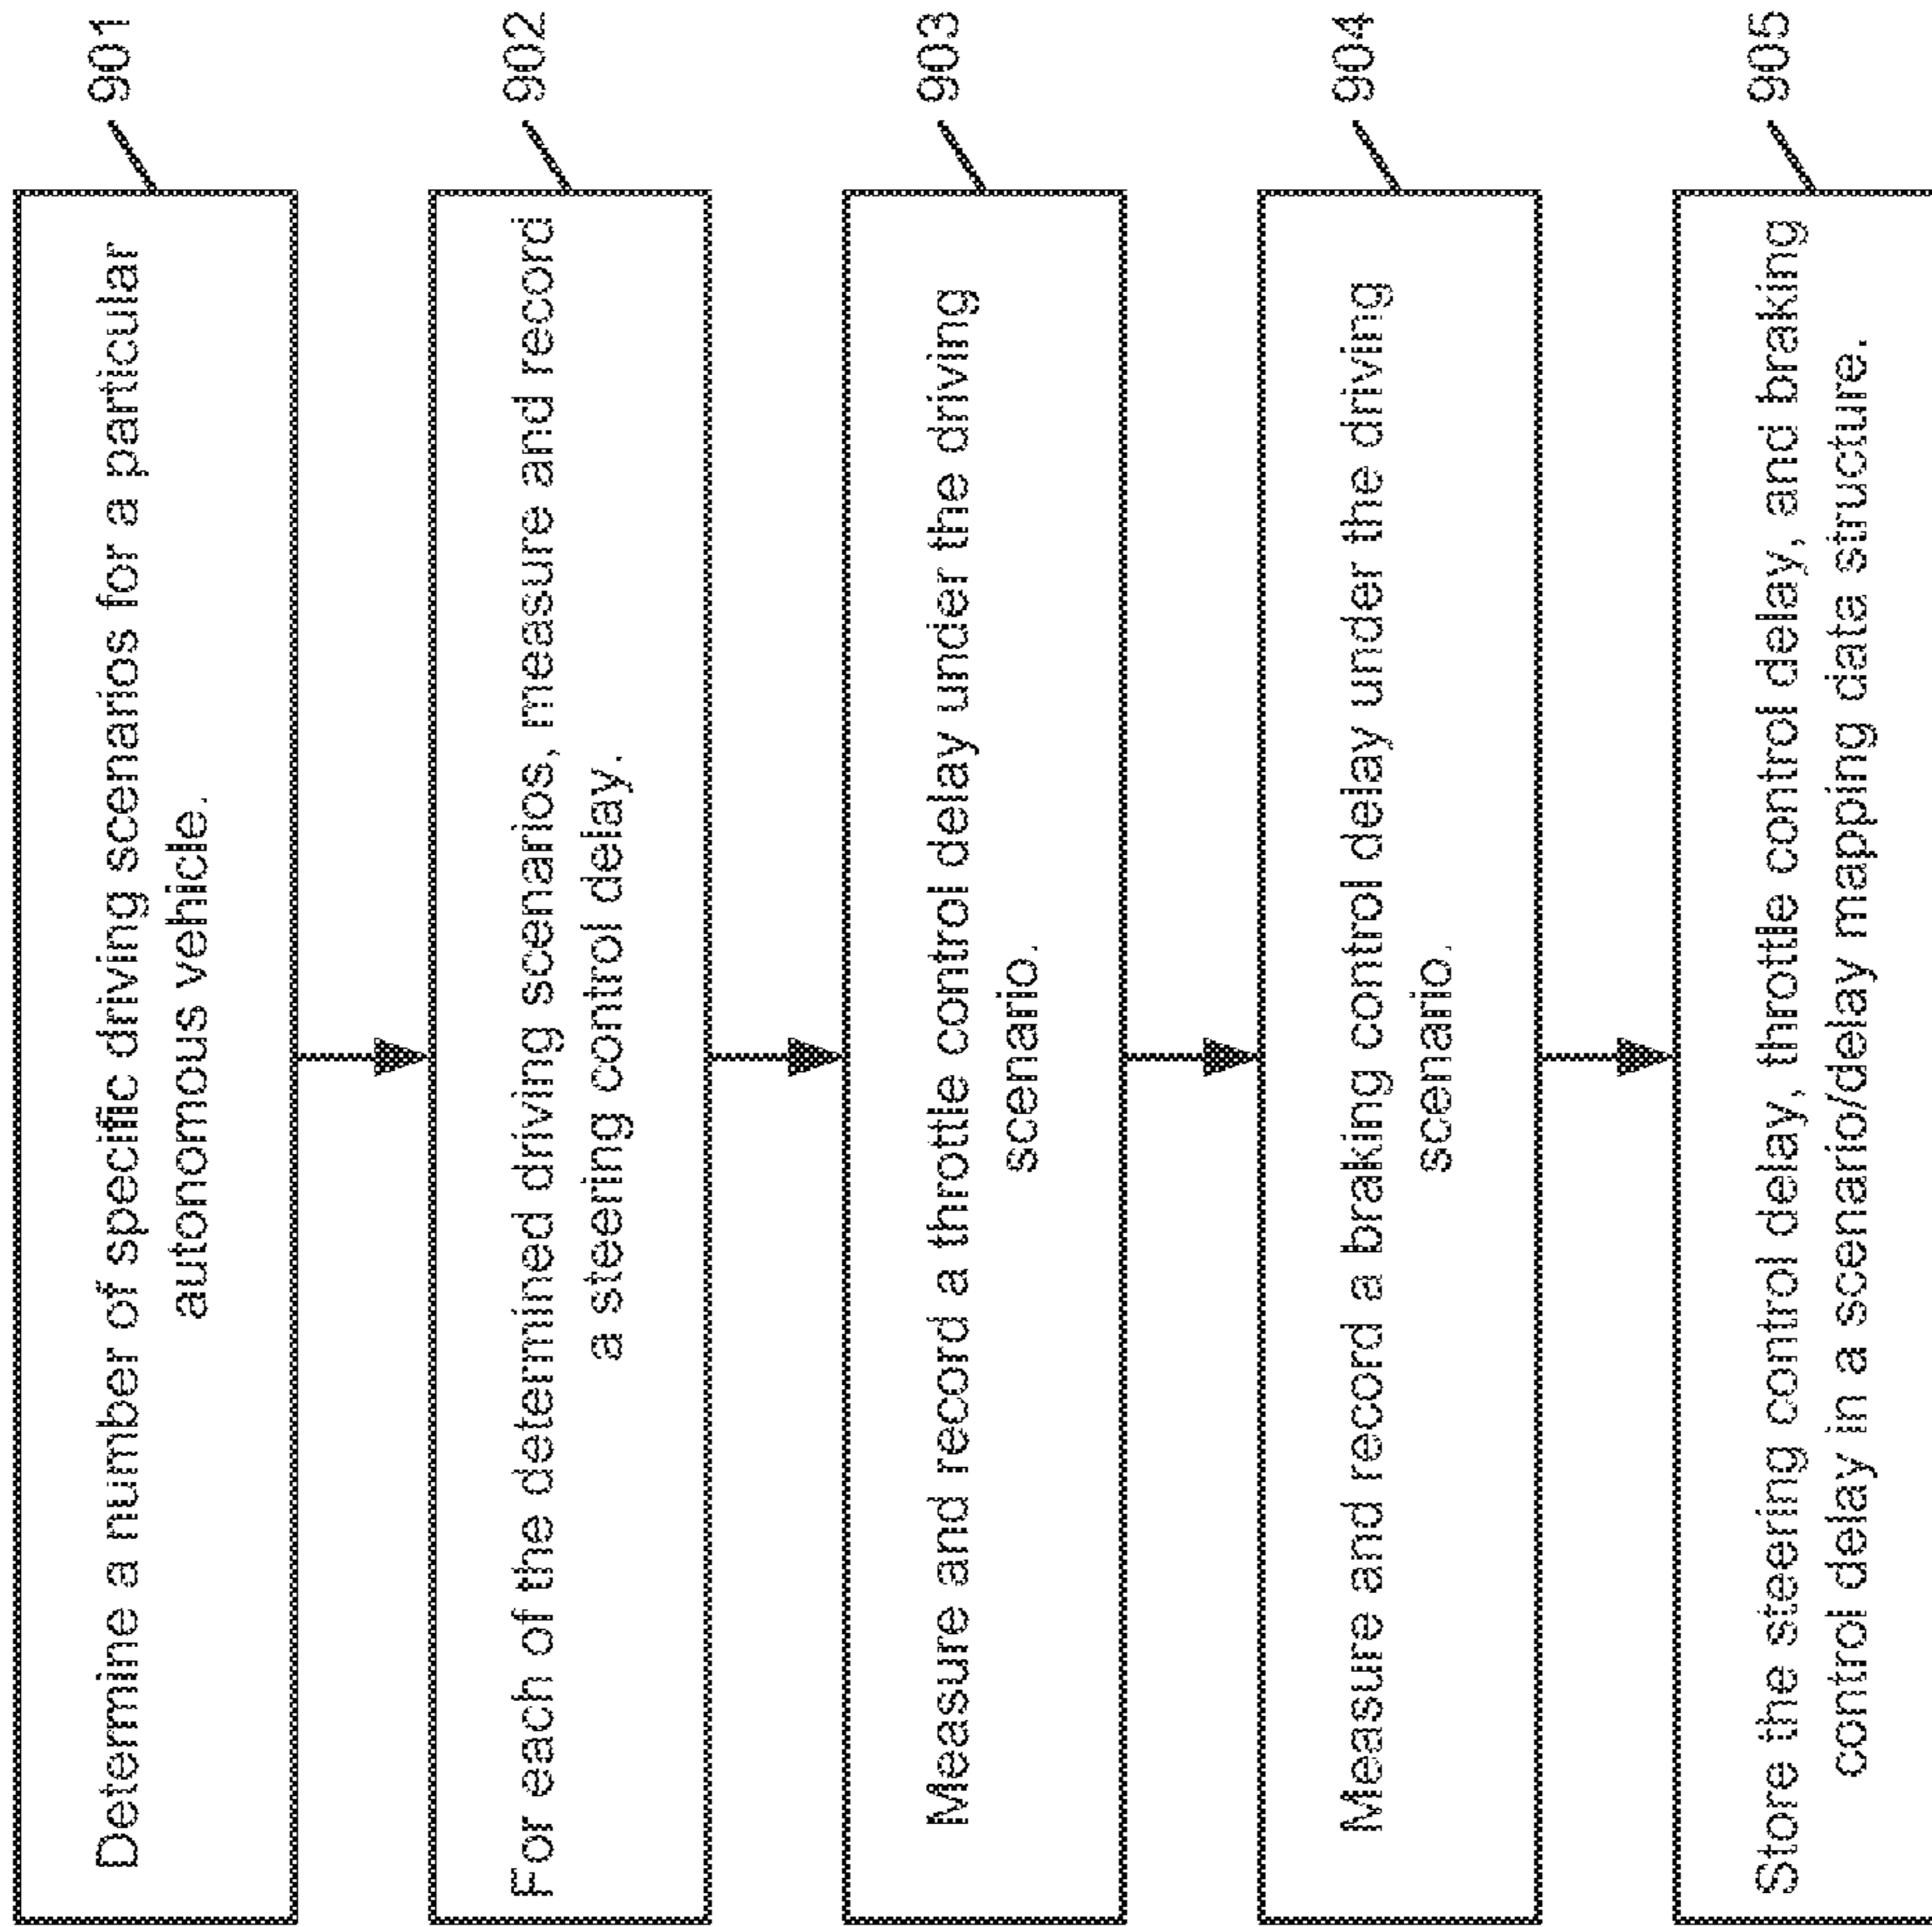 Determine a number of specific driving scenarios for a particular
autonomous vehicle.
901
For each of the determined driving scenarios, measure and record
a steering control delay.
902
Measure and record a throttle control delay under the driving
scenario.
903
Measure and record a braking control delay under the driving
scenario.
904
Store the steering control delay, throttle control delay, and braking
control delay in a scenario/delay mapping date structure.
905